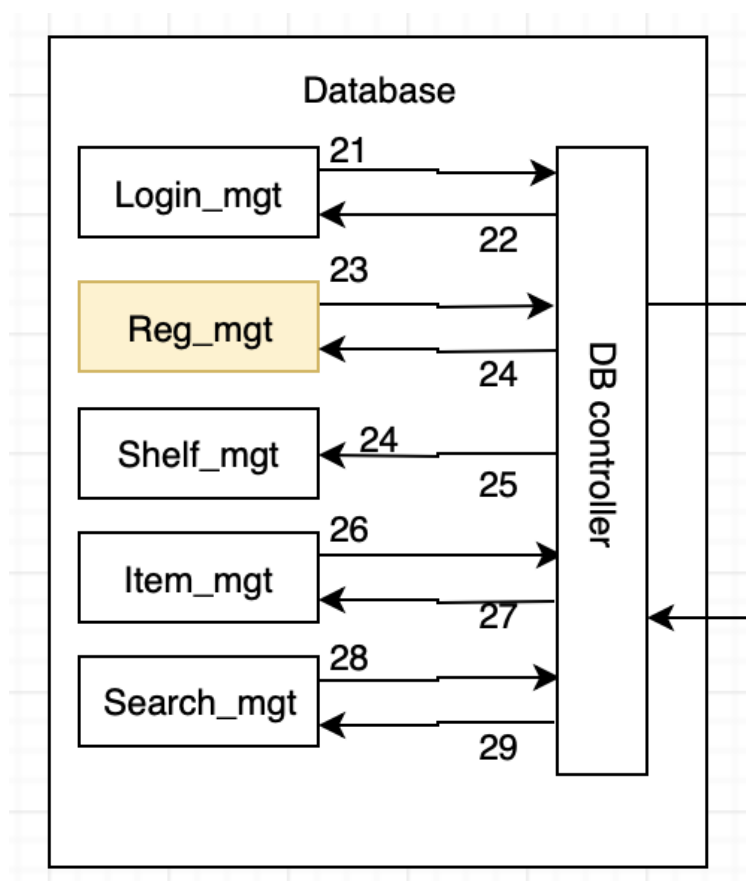 Database
21
Login_mgt
22
23
Reg_mgt
24
24
Shelf_mgt
25
26
Item_mgt
27
28
Search_mgt
29
DB controller